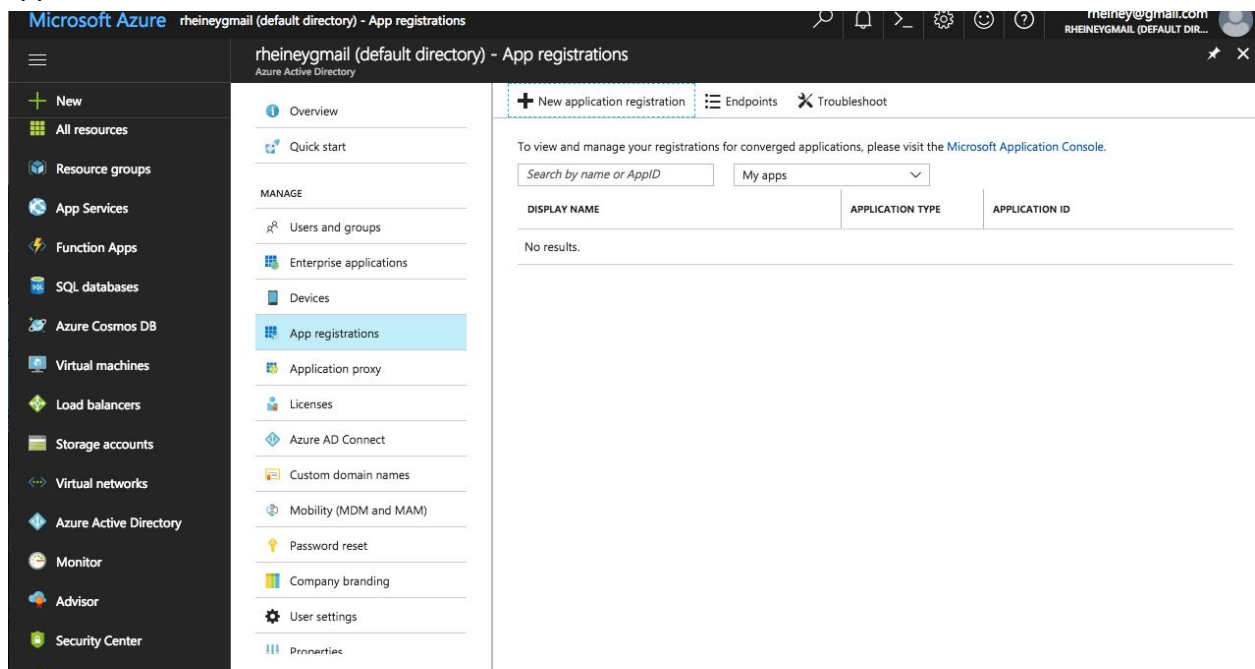 Microsoft Azure rheineygmail (default directory) - App registrations
rheiney@gmail.com
RHEINEYGMAIL (DEFAULT DIR...
rheineygmail (default directory) - App registrations
Azure Active Directory
New
All resources
Resource groups
App Services
Function Apps
SQL databases
Azure Cosmos DB
Virtual machines
Load balancers
Storage accounts
Virtual networks
Azure Active Directory
Monitor
Advisor
Security Center
Overview
Quick start
MANAGE
Users and groups
Enterprise applications
Devices
App registrations
Application proxy
Licenses
Azure AD Connect
Custom domain names
Mobility (MDM and MAM)
Password reset
Company branding
User settings
Properties
New application registration Endpoints Troubleshoot
To view and manage your registrations for converged applications, please visit the Microsoft Application Console.
Search by name or AppID My apps
DISPLAY NAME APPLICATION TYPE APPLICATION ID
No results.